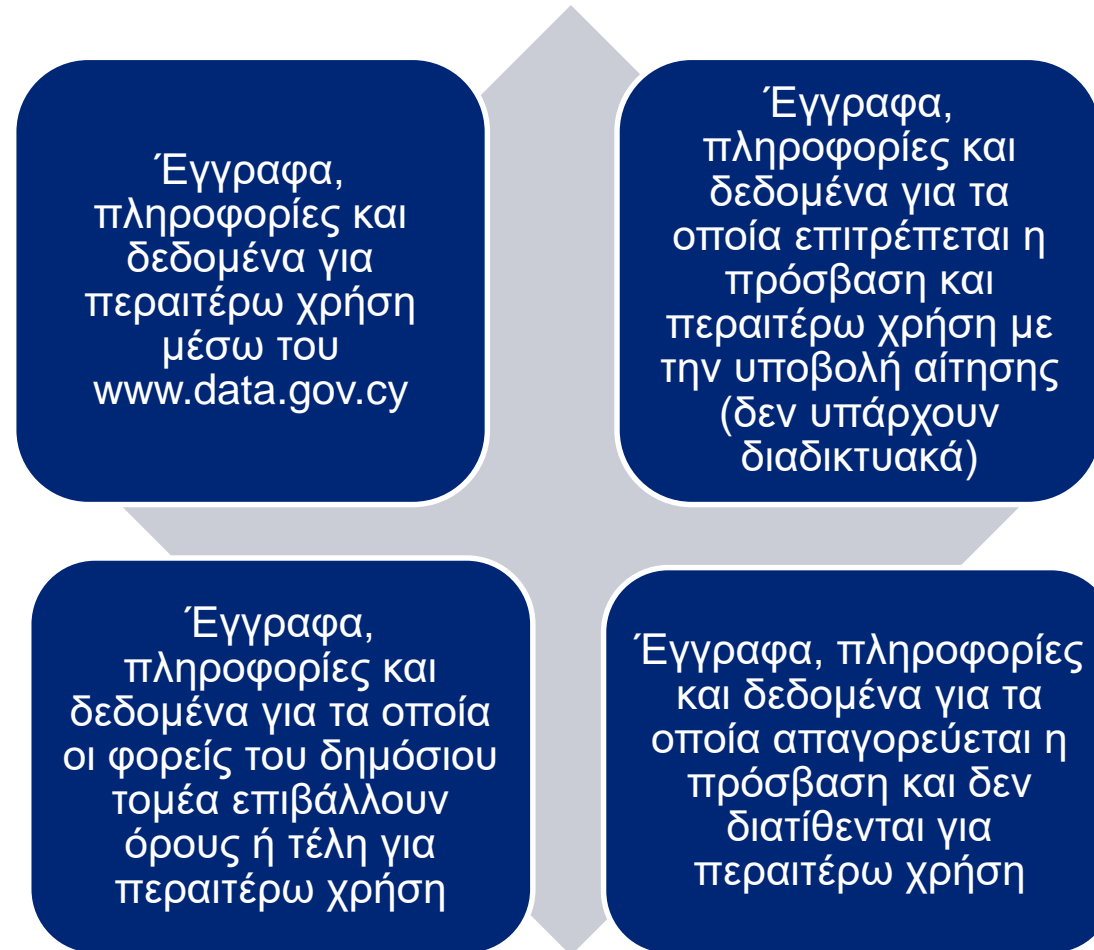 Έγγραφα,
πληροφορίες και
δεδομένα για
περαιτέρω χρήση
μέσω του
www.data.gov.cy
Έγγραφα,
πληροφορίες και
δεδομένα για τα
οποία επιτρέπεται η
πρόσβαση και
περαιτέρω χρήση με
την υποβολή αίτησης
(δεν υπάρχουν
διαδικτυακά)
Έγγραφα,
πληροφορίες και
δεδομένα για τα οποία
οι φορείς του δημόσιου
τομέα επιβάλλουν
όρους ή τέλη για
περαιτέρω χρήση
Έγγραφα, πληροφορίες
και δεδομένα για τα
οποία απαγορεύεται η
πρόσβαση και δεν
διατίθενται για
περαιτέρω χρήση